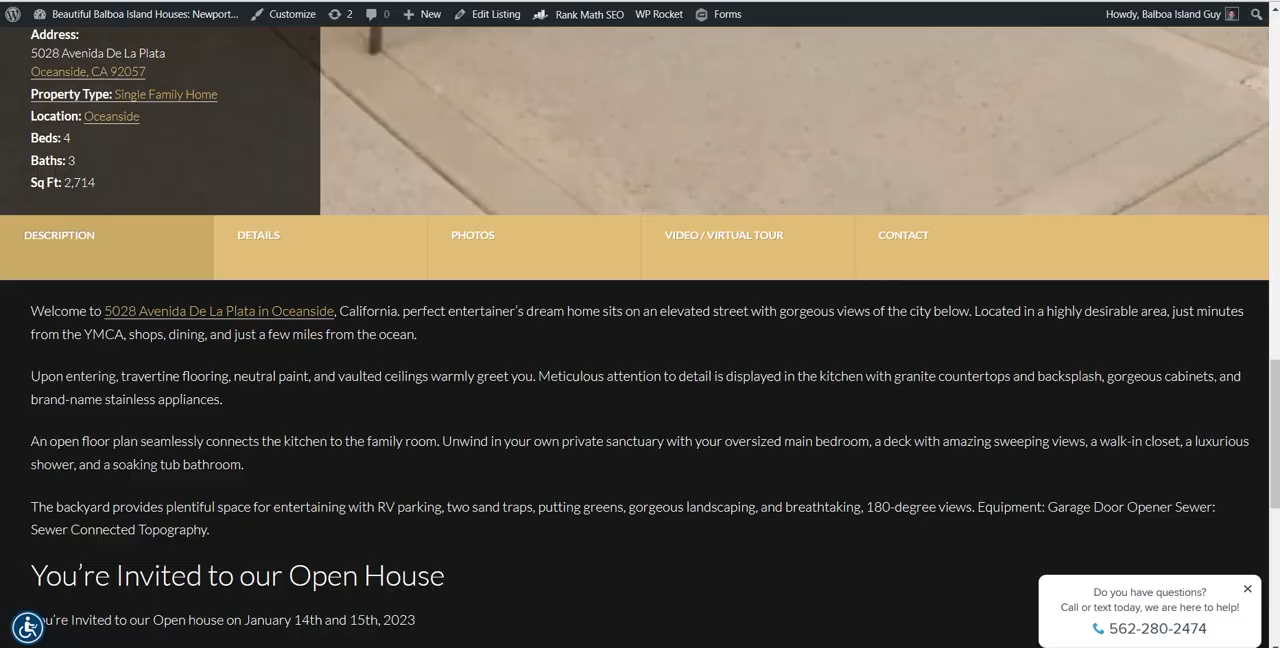 Beautiful Balboa Island Houses: Newport... Customize 2 0 New Edit Listing Rank Math SEO WP Rocket Forms Howdy, Balboa Island Guy
Address:
5028 Avenida De La Plata
Oceanside, CA 92057
Property Type: Single Family Home
Location: Oceanside
Beds: 4
Baths: 3
Sq Ft: 2,714
DESCRIPTION DETAILS PHOTOS VIDEO / VIRTUAL TOUR CONTACT
Welcome to 5028 Avenida De La Plata in Oceanside, California. perfect entertainer’s dream home sits on an elevated street with gorgeous views of the city below. Located in a highly desirable area, just minutes
from the YMCA, shops, dining, and just a few miles from the ocean.
Upon entering, travertine flooring, neutral paint, and vaulted ceilings warmly greet you. Meticulous attention to detail is displayed in the kitchen with granite countertops and backsplash, gorgeous cabinets, and
brand-name stainless appliances.
An open floor plan seamlessly connects the kitchen to the family room. Unwind in your own private sanctuary with your oversized main bedroom, a deck with amazing sweeping views, a walk-in closet, a luxurious
shower, and a soaking tub bathroom.
The backyard provides plentiful space for entertaining with RV parking, two sand traps, putting greens, gorgeous landscaping, and breathtaking, 180-degree views. Equipment: Garage Door Opener Sewer:
Sewer Connected Topography.
You’re Invited to our Open House
ou’re Invited to our Open house on January 14th and 15th, 2023
Do you have questions?
Call or text today, we are here to help!
562-280-2474